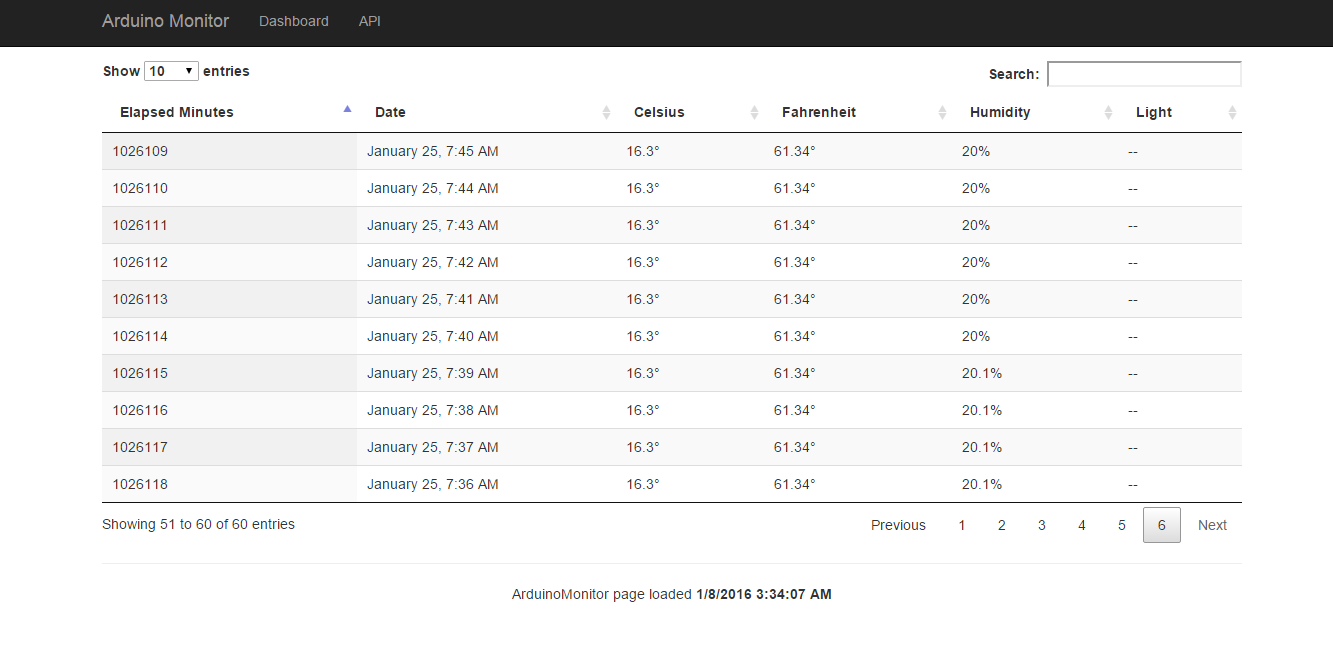 Arduino Monitor Dashboard API
Show 10 entries Search:
Elapsed Minutes Date Celsius Fahrenheit Humidity Light
1026109 January 25, 7:45 AM 16.3° 61.34° 20% --
1026110 January 25, 7:44 AM 16.3° 61.34° 20% --
1026111 January 25, 7:43 AM 16.3° 61.34° 20% --
1026112 January 25, 7:42 AM 16.3° 61.34° 20% --
1026113 January 25, 7:41 AM 16.3° 61.34° 20% --
1026114 January 25, 7:40 AM 16.3° 61.34° 20% --
1026115 January 25, 7:39 AM 16.3° 61.34° 20.1% --
1026116 January 25, 7:38 AM 16.3° 61.34° 20.1% --
1026117 January 25, 7:37 AM 16.3° 61.34° 20.1% --
1026118 January 25, 7:36 AM 16.3° 61.34° 20.1% --
Showing 51 to 60 of 60 entries Previous 1 2 3 4 5 6 Next
ArduinoMonitor page loaded 1/8/2016 3:34:07 AM